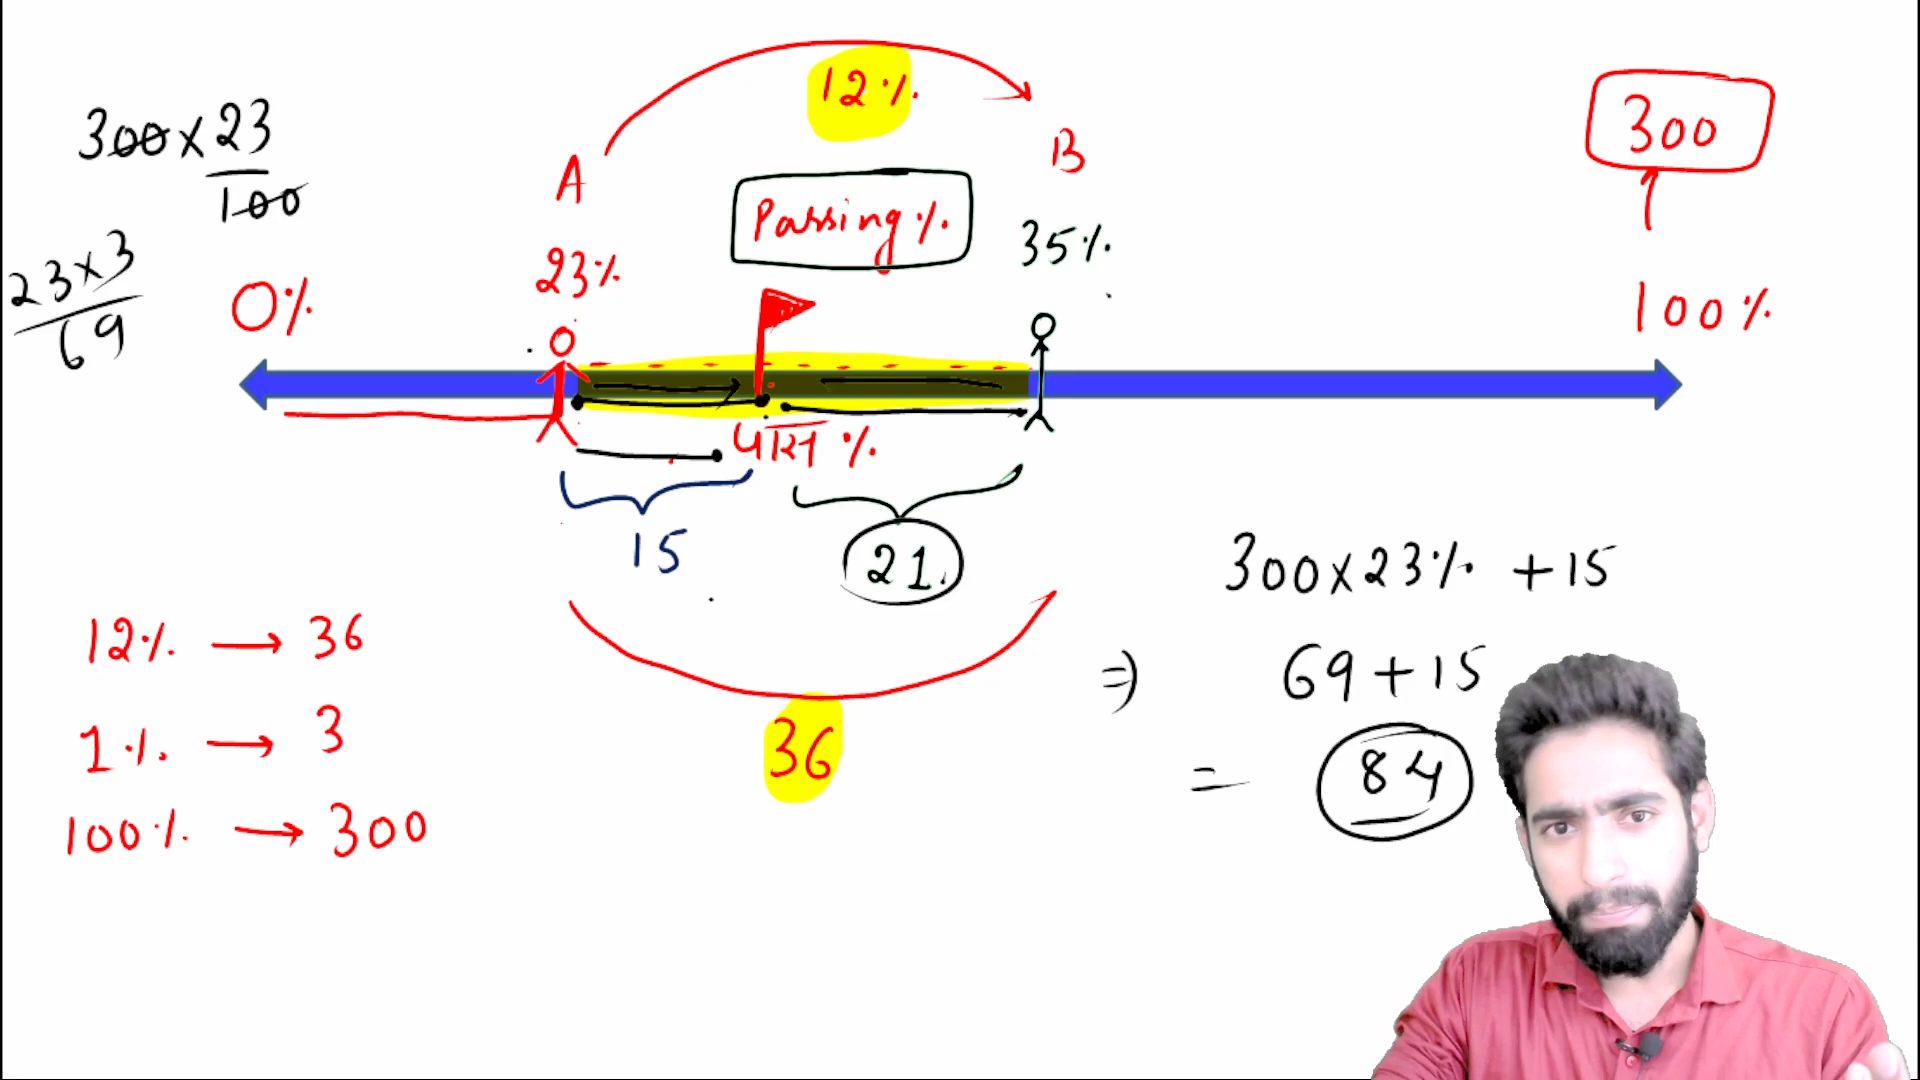 12%
A
B
300
300 × 23
100
Passing %
23%
35%
23 × 3
69
0%
100%
%
15
21
300 × 23% + 15
12% → 36
⇒ 69 + 15
1% → 3
36
= 84
100% → 300